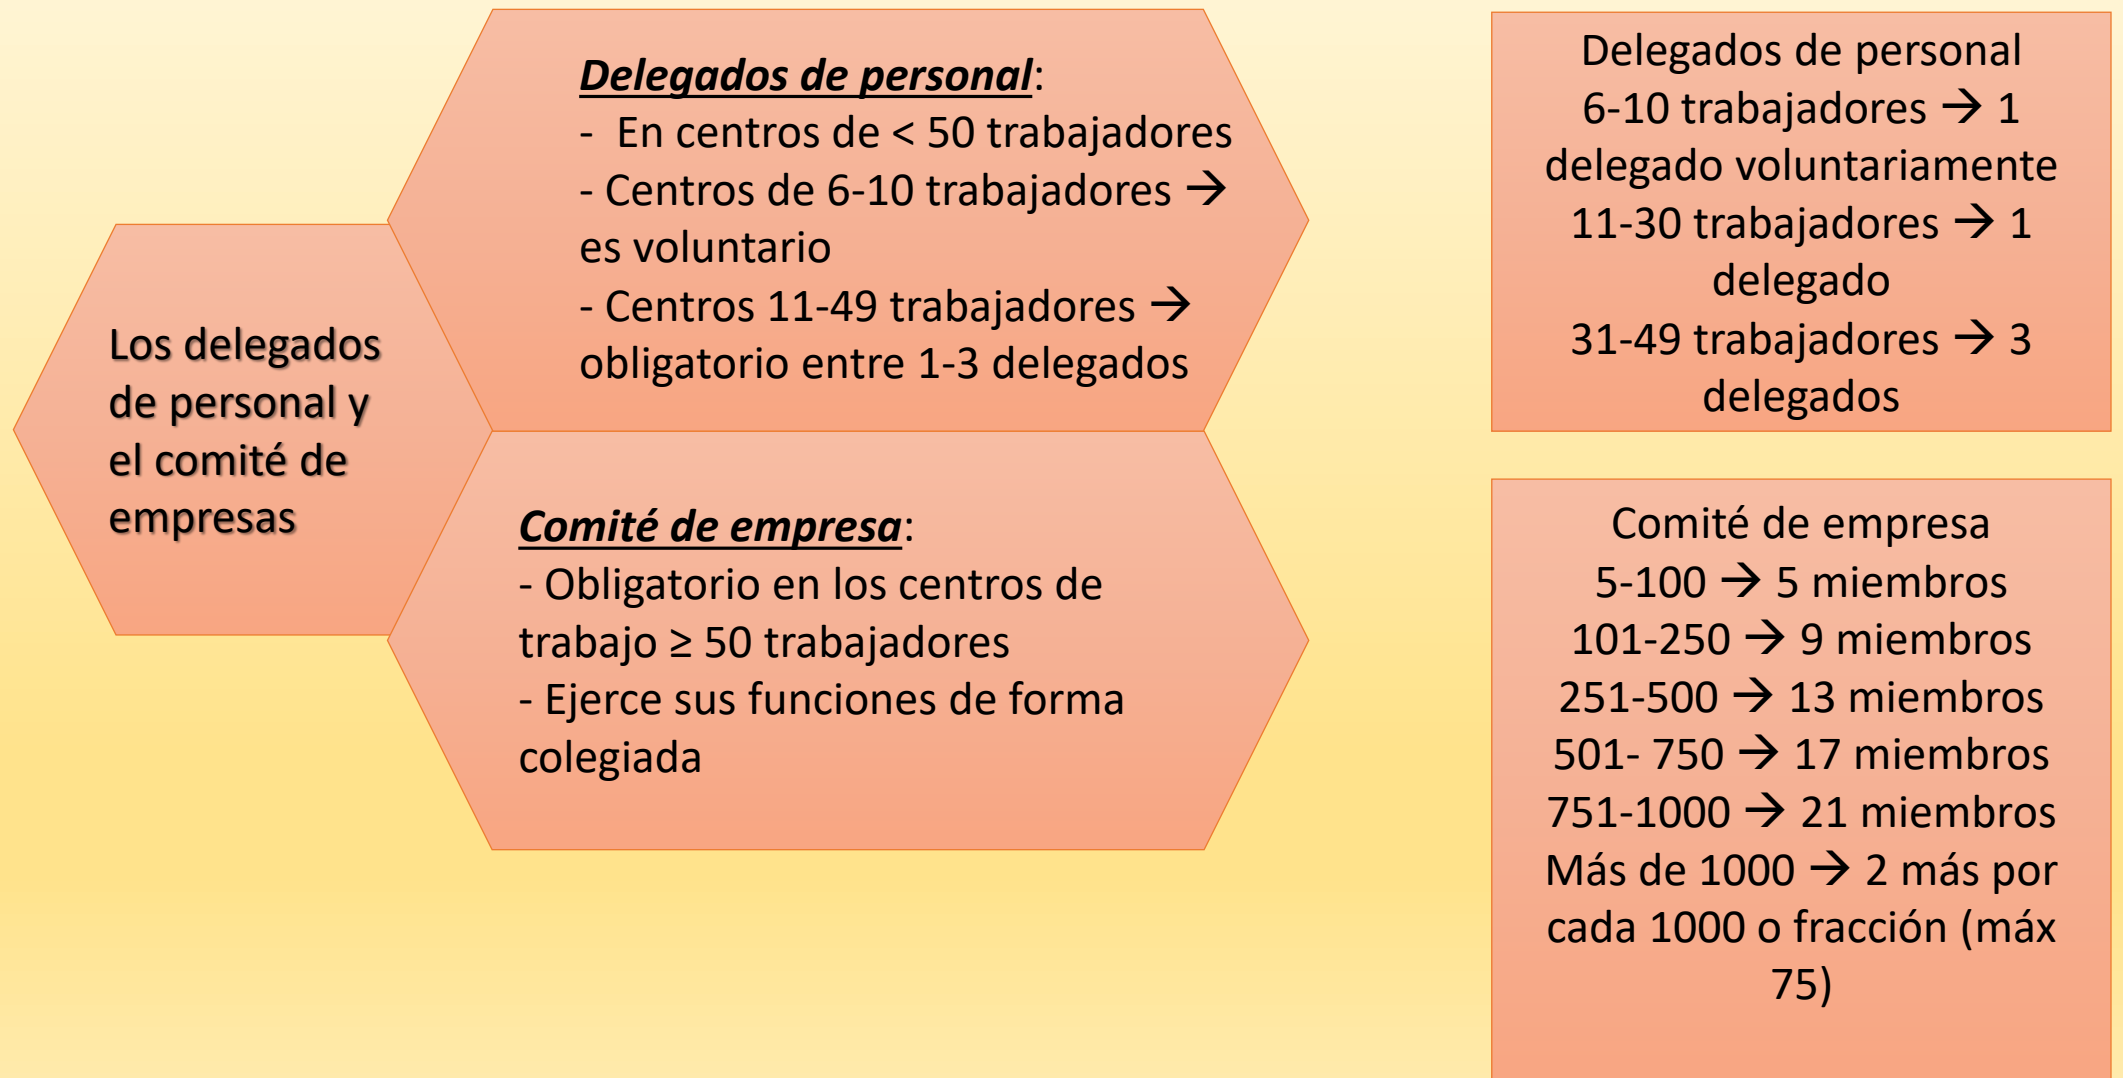 Los delegados
de personal y
el comité de
empresas
Delegados de personal:
-  En centros de < 50 trabajadores
- Centros de 6-10 trabajadores →
es voluntario
- Centros 11-49 trabajadores →
obligatorio entre 1-3 delegados
Comité de empresa:
- Obligatorio en los centros de
trabajo ≥ 50 trabajadores
- Ejerce sus funciones de forma
colegiada
Delegados de personal
6-10 trabajadores → 1
delegado voluntariamente
11-30 trabajadores → 1
delegado
31-49 trabajadores → 3
delegados
Comité de empresa
5-100 → 5 miembros
101-250 → 9 miembros
251-500 → 13 miembros
501- 750 → 17 miembros
751-1000 → 21 miembros
Más de 1000 → 2 más por
cada 1000 o fracción (máx
75)